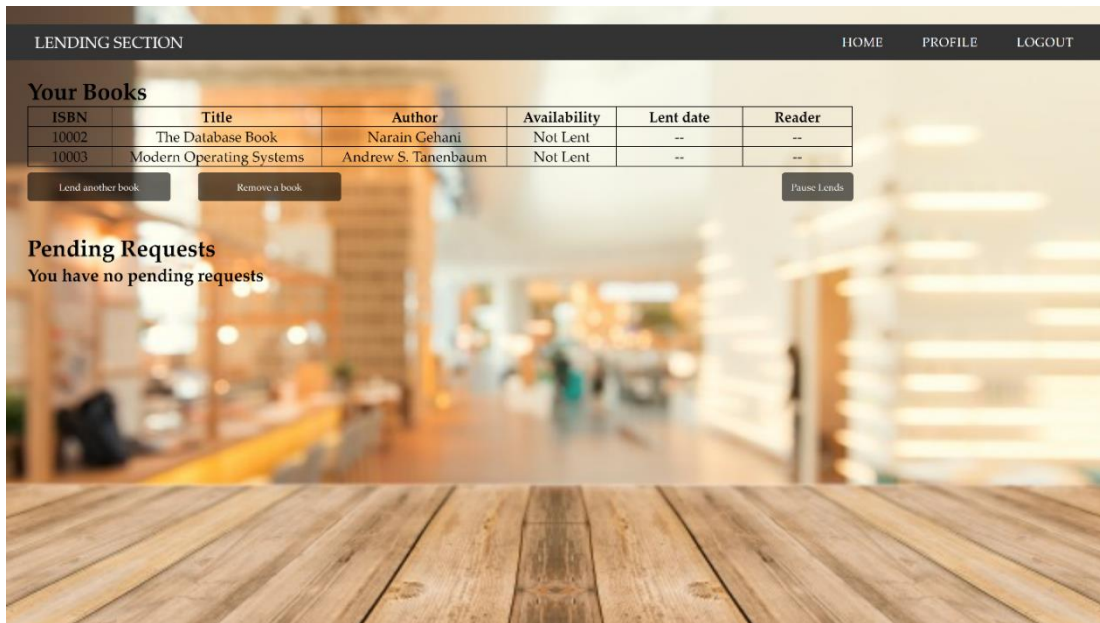 LENDING SECTION HOME PROFILE LOGOUT
Your Books
ISBN Title Author Availability Lent date Reader
10002 The Database Book Narain Gehani Not Lent -- --
10003 Modern Operating Systems Andrew S. Tanenbaum Not Lent -- --
Lend another book Remove a book Pause Lends
Pending Requests
You have no pending requests